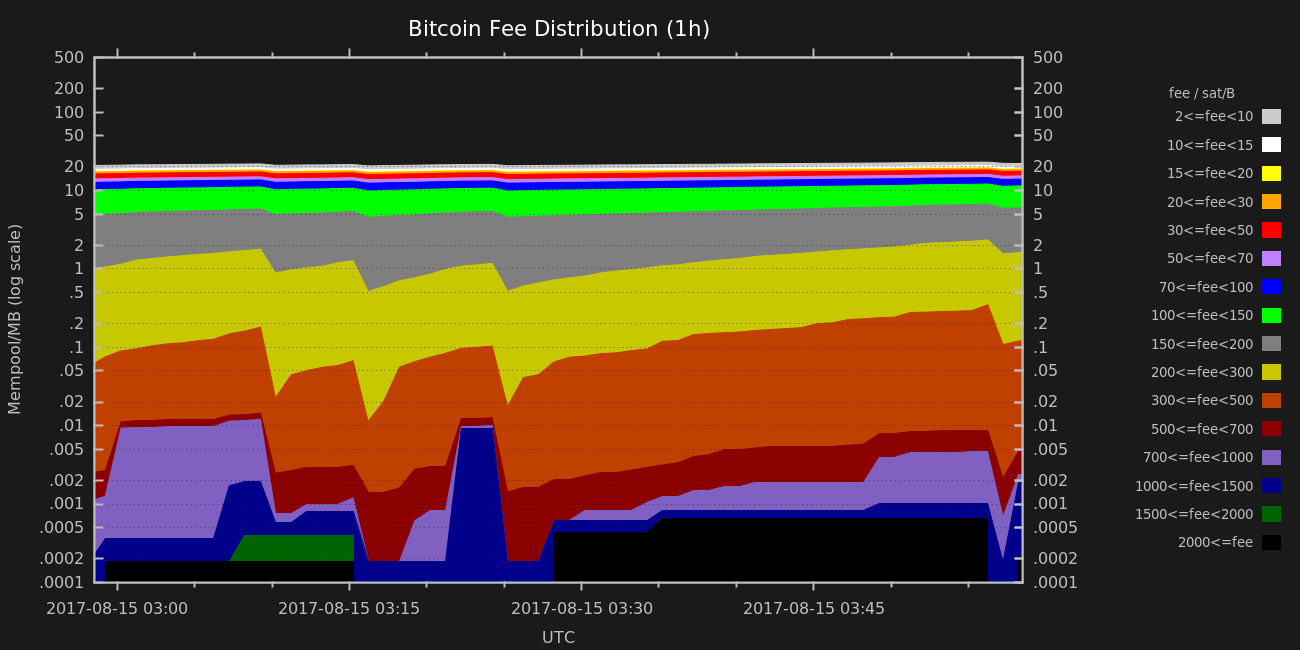 Bitcoin Fee Distribution (1h)
500
200
100
50
20
10
5
2
1
.5
.2
.1
.05
.02
.01
.005
.002
.001
.0005
.0002
.0001
Mempool/MB (log scale)
500
200
100
50
20
10
5
2
1
.5
.2
.1
.05
.02
.01
.005
.002
.001
.0005
.0002
.0001
2017-08-15 03:00
2017-08-15 03:15
2017-08-15 03:30
2017-08-15 03:45
UTC
fee / sat/B
2<=fee<10
10<=fee<15
15<=fee<20
20<=fee<30
30<=fee<50
50<=fee<70
70<=fee<100
100<=fee<150
150<=fee<200
200<=fee<300
300<=fee<500
500<=fee<700
700<=fee<1000
1000<=fee<1500
1500<=fee<2000
2000<=fee